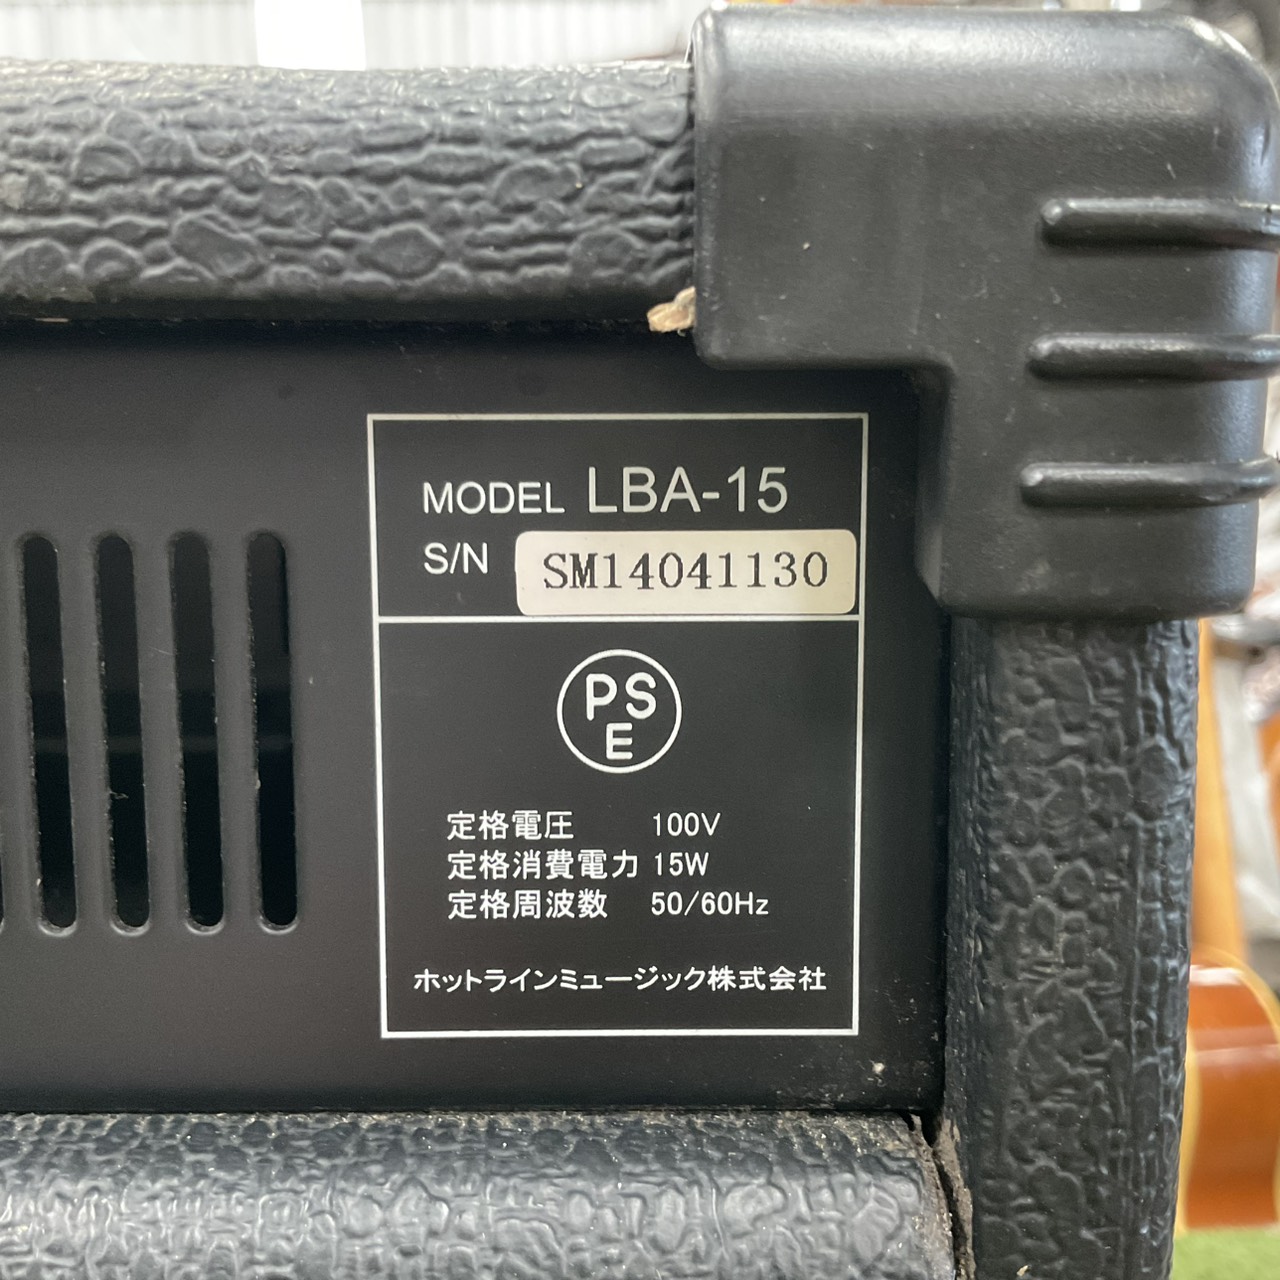 MODEL LBA-15
S/N SM14041130
PSE
定格電圧 100V
定格消費電力 15W
定格周波数 50/60Hz
ホットラインミュージック株式会社